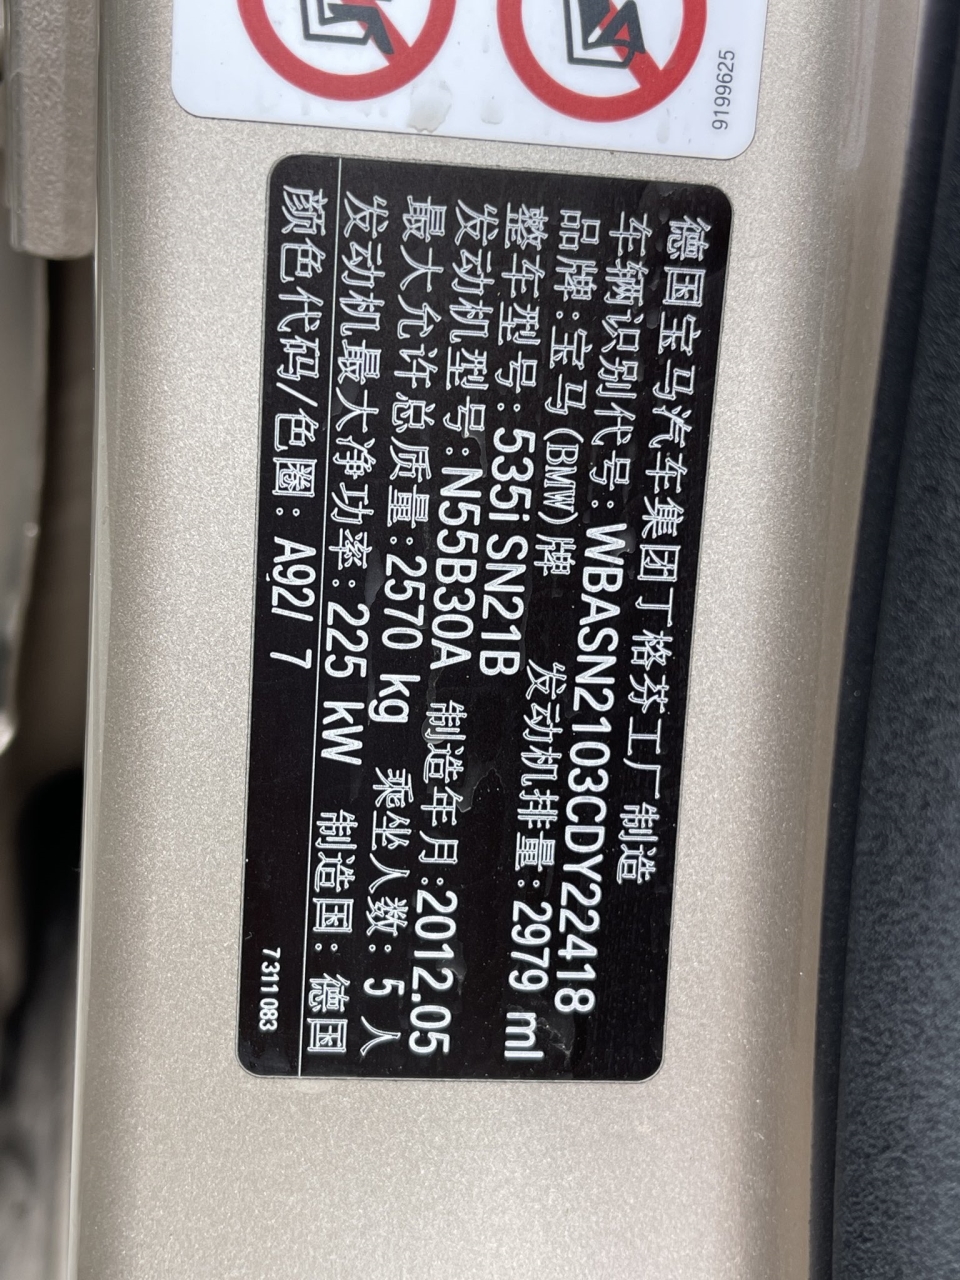 9199625
德国宝马汽车集团丁格芬工厂制造
车辆识别代号:WBASN2103CDY22418
品牌:宝马(BMW)牌 发动机排量:2979 ml
整车型号:535i SN21B
发动机型号:N55B30A 制造年月:2012.05
最大允许总质量:2570 kg 乘坐人数:5 人
发动机最大净功率:225 kW 制造国:德国
颜色代码/色圈: A92/ 7
7 311 083